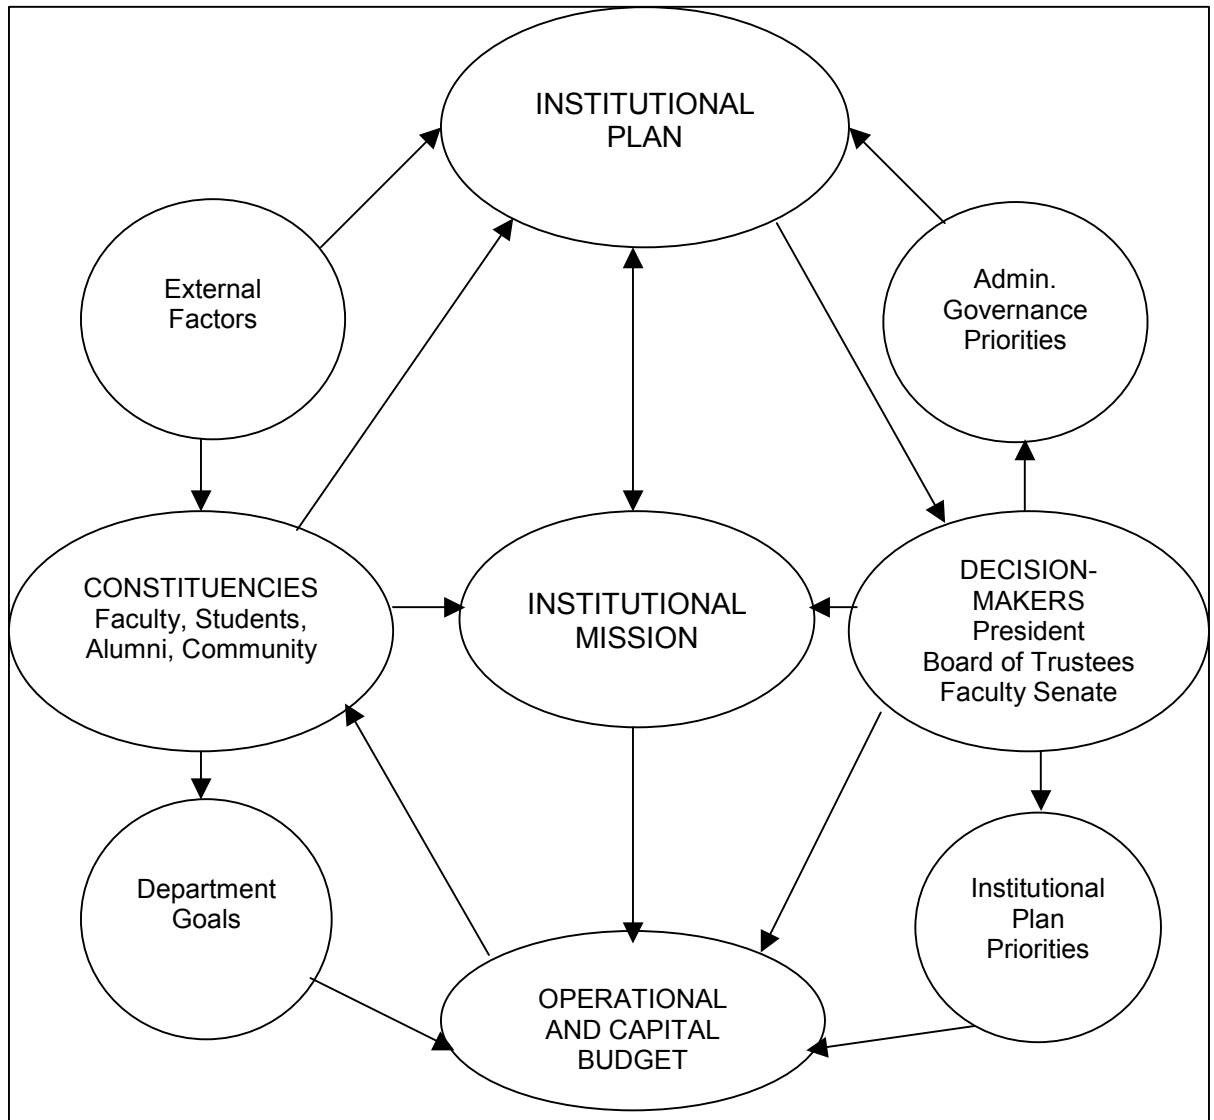 INSTITUTIONAL
PLAN
External
Factors
Admin.
Governance
Priorities
CONSTITUENCIES
Faculty, Students,
Alumni, Community
INSTITUTIONAL
MISSION
DECISION-
MAKERS
President
Board of Trustees
Faculty Senate
Department
Goals
OPERATIONAL
AND CAPITAL
BUDGET
Institutional
Plan
Priorities